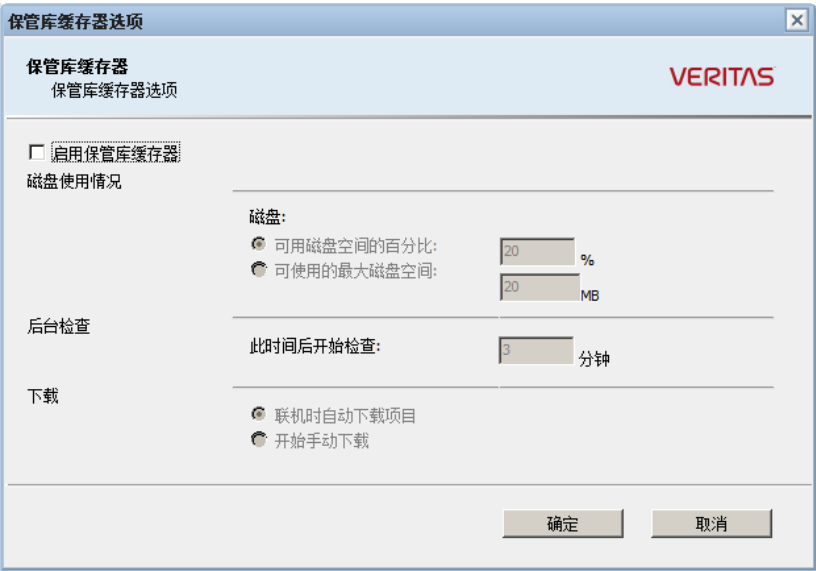 保管库缓存器选项
保管库缓存器
保管库缓存器选项
VERITAS
启用保管库缓存器
磁盘使用情况
磁盘:
可用磁盘空间的百分比: 20 %
可使用的最大磁盘空间: 20 MB
后台检查
此时间后开始检查: 3 分钟
下载
联机时自动下载项目
开始手动下载
确定 取消